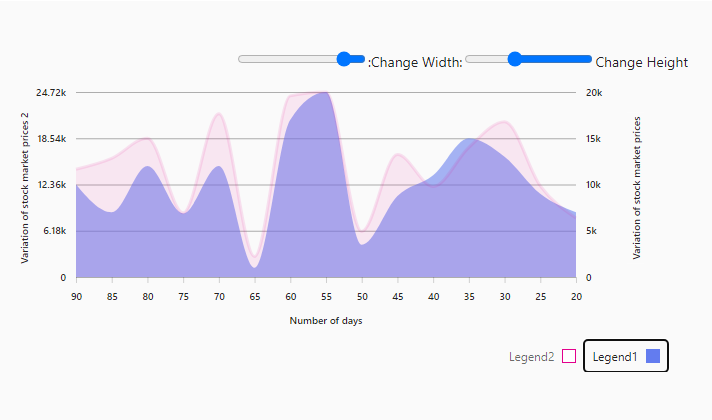 :Change Width: Change Height
24.72k
18.54k
12.36k
6.18k
0
Variation of stock market prices 2
20k
15k
10k
5k
0
Variation of stock market prices
90 85 80 75 70 65 60 55 50 45 40 35 30 25 20
Number of days
Legend2 Legend1